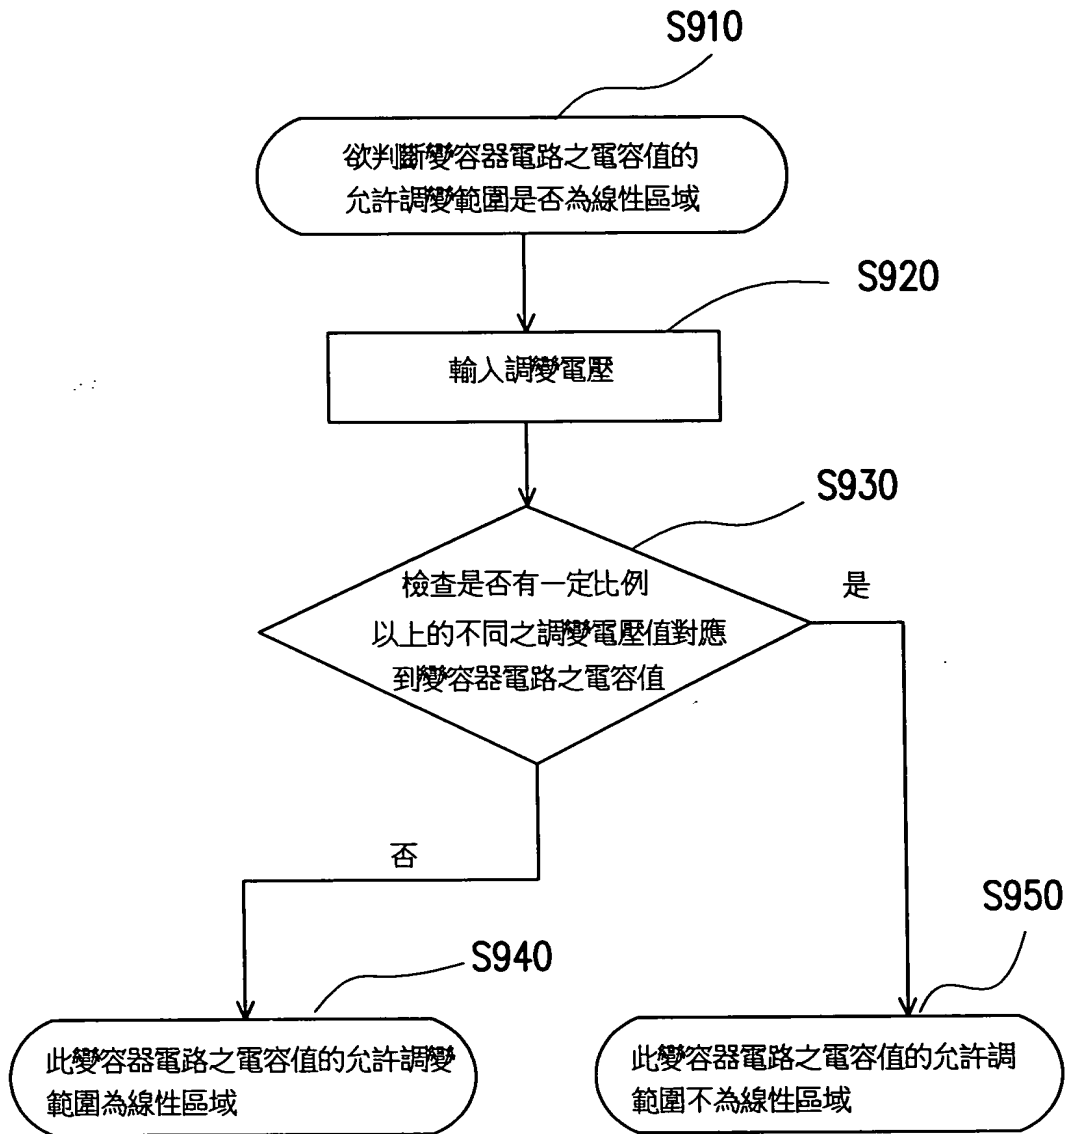 S910
欲判斷變容器電路之電容值的
允許調變範圍是否為線性區域
S920
輸入調變電壓
S930
檢查是否有一定比例
以上的不同之調變電壓值對應
到變容器電路之電容值
是
否
S940
此變容器電路之電容值的允許調變
範圍為線性區域
S950
此變容器電路之電容值的允許調
範圍不為線性區域